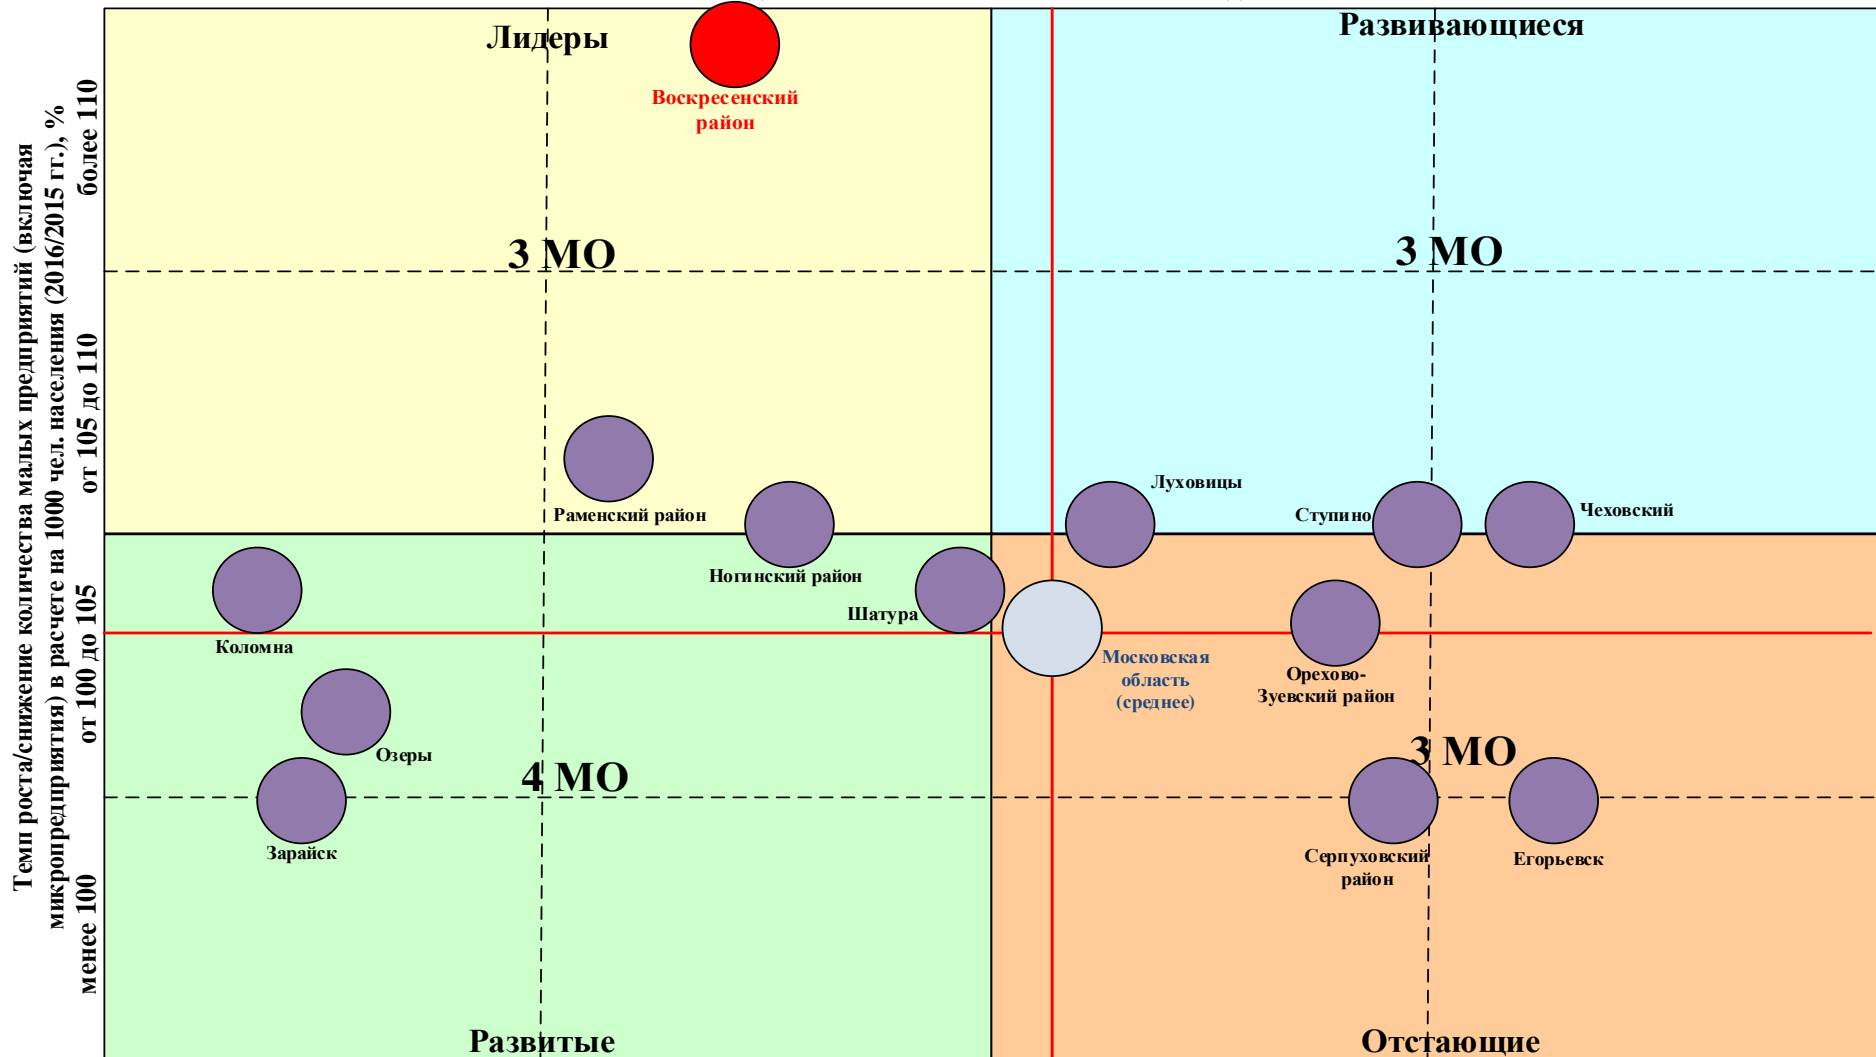 Лидеры
Развивающиеся
Воскресенский
район
3 МО
3 МО
Темп роста/снижение количества малых предприятий (включая
микропредприятия) в расчете на 1000 чел. населения (2016/2015 гг.), %
более 110
от 105 до 110
от 100 до 105
менее 100
Раменский район
Ногинский район
Луховицы
Ступино
Чеховский
Коломна
Шатура
Московская
область
(среднее)
Орехово-
Зуевский район
Озеры
Зарайск
4 МО
3 МО
Серпуховский
район
Егорьевск
Развитые
Отстающие